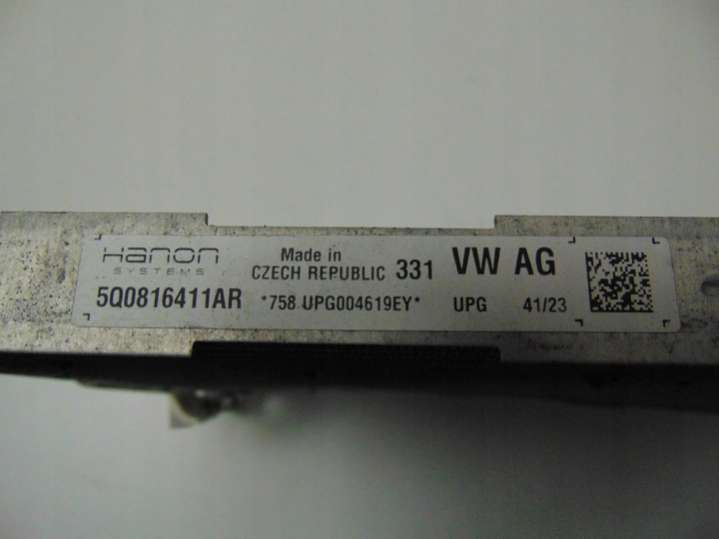 Hanon
SYSTEMS
Made in
CZECH REPUBLIC 331 VW AG
5Q0816411AR *758 UPG004619EY* UPG 41/23